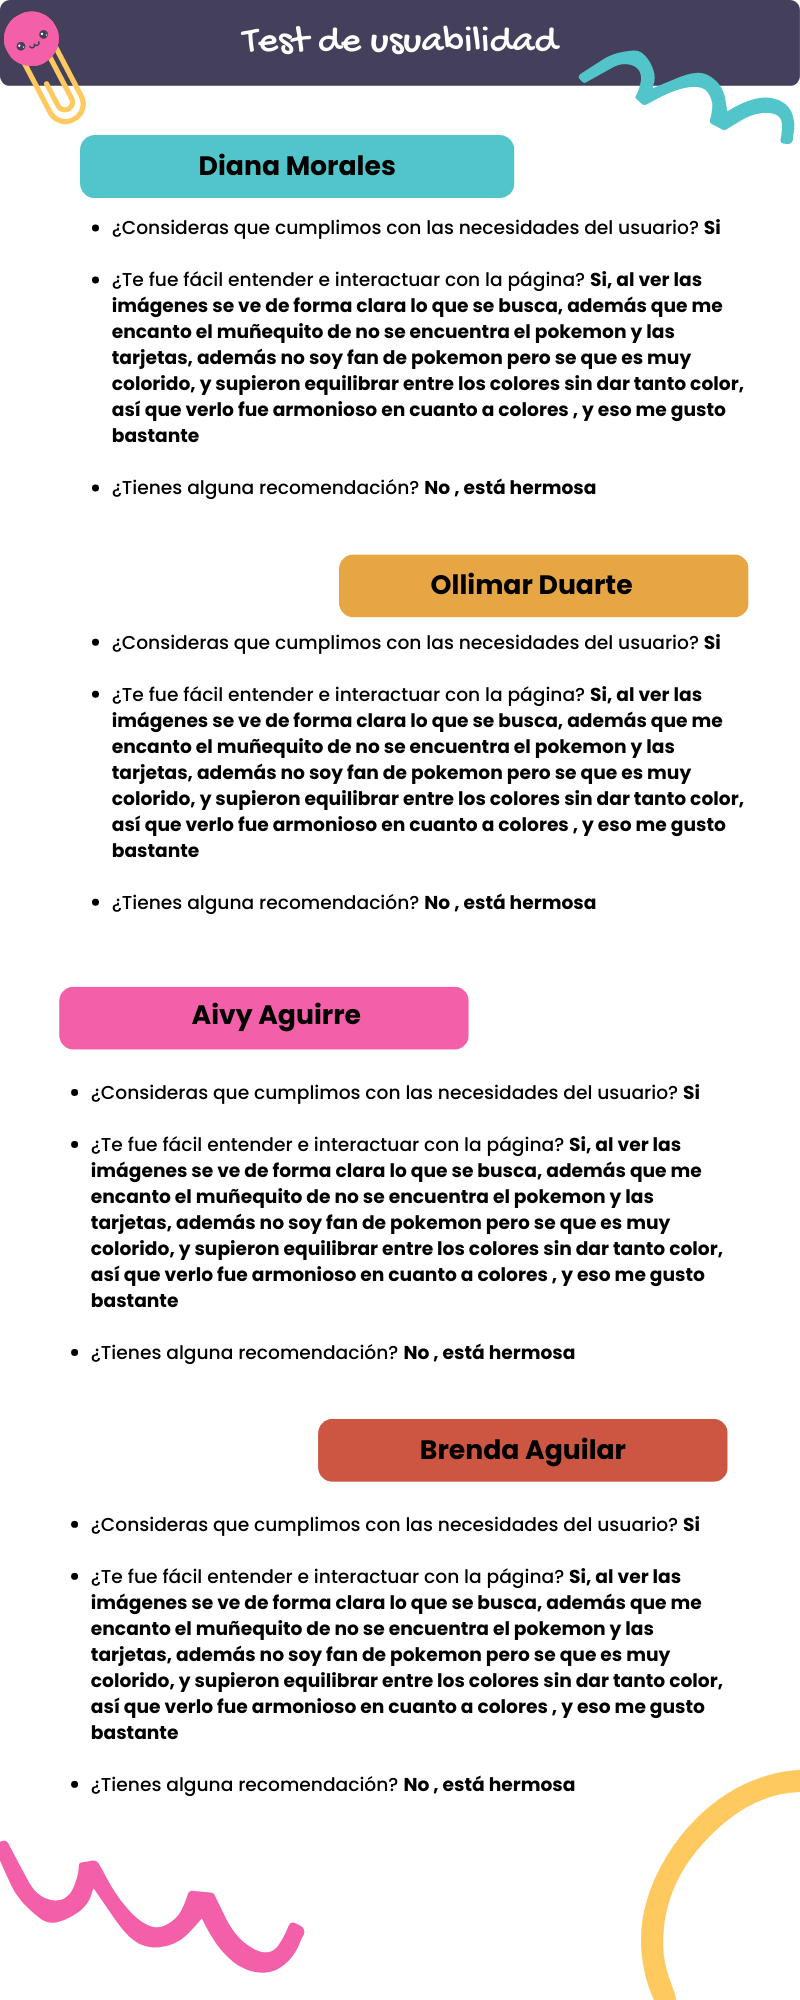 Test de usuabilidad
Diana Morales
• ¿Consideras que cumplimos con las necesidades del usuario? Si
• ¿Te fue fácil entender e interactuar con la página? Si, al ver las
imágenes se ve de forma clara lo que se busca, además que me
encanto el muñequito de no se encuentra el pokemon y las
tarjetas, además no soy fan de pokemon pero se que es muy
colorido, y supieron equilibrar entre los colores sin dar tanto color,
así que verlo fue armonioso en cuanto a colores , y eso me gusto
bastante
• ¿Tienes alguna recomendación? No , está hermosa
Ollimar Duarte
• ¿Consideras que cumplimos con las necesidades del usuario? Si
• ¿Te fue fácil entender e interactuar con la página? Si, al ver las
imágenes se ve de forma clara lo que se busca, además que me
encanto el muñequito de no se encuentra el pokemon y las
tarjetas, además no soy fan de pokemon pero se que es muy
colorido, y supieron equilibrar entre los colores sin dar tanto color,
así que verlo fue armonioso en cuanto a colores , y eso me gusto
bastante
• ¿Tienes alguna recomendación? No , está hermosa
Aivy Aguirre
• ¿Consideras que cumplimos con las necesidades del usuario? Si
• ¿Te fue fácil entender e interactuar con la página? Si, al ver las
imágenes se ve de forma clara lo que se busca, además que me
encanto el muñequito de no se encuentra el pokemon y las
tarjetas, además no soy fan de pokemon pero se que es muy
colorido, y supieron equilibrar entre los colores sin dar tanto color,
así que verlo fue armonioso en cuanto a colores , y eso me gusto
bastante
• ¿Tienes alguna recomendación? No , está hermosa
Brenda Aguilar
• ¿Consideras que cumplimos con las necesidades del usuario? Si
• ¿Te fue fácil entender e interactuar con la página? Si, al ver las
imágenes se ve de forma clara lo que se busca, además que me
encanto el muñequito de no se encuentra el pokemon y las
tarjetas, además no soy fan de pokemon pero se que es muy
colorido, y supieron equilibrar entre los colores sin dar tanto color,
así que verlo fue armonioso en cuanto a colores , y eso me gusto
bastante
• ¿Tienes alguna recomendación? No , está hermosa